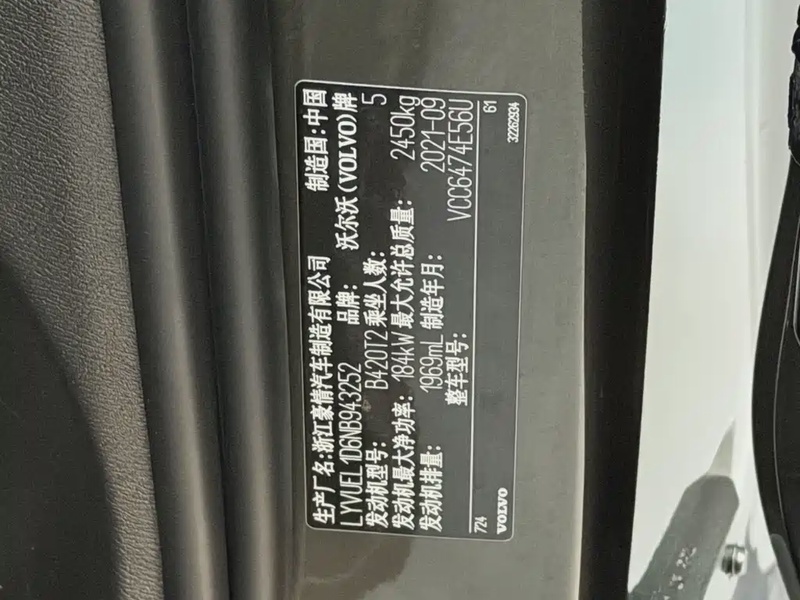 生产厂名:浙江豪情汽车制造有限公司 制造国:中国
LYVUEL1D6NB943252 品牌: 沃尔沃(VOLVO)牌
发动机型号: B420T2 乘坐人数: 5
发动机最大净功率: 184kW 最大允许总质量: 2450kg
发动机排量: 1969mL 制造年月: 2021-09
整车型号: VCC6474E56U
724 61
VOLVO 32262934